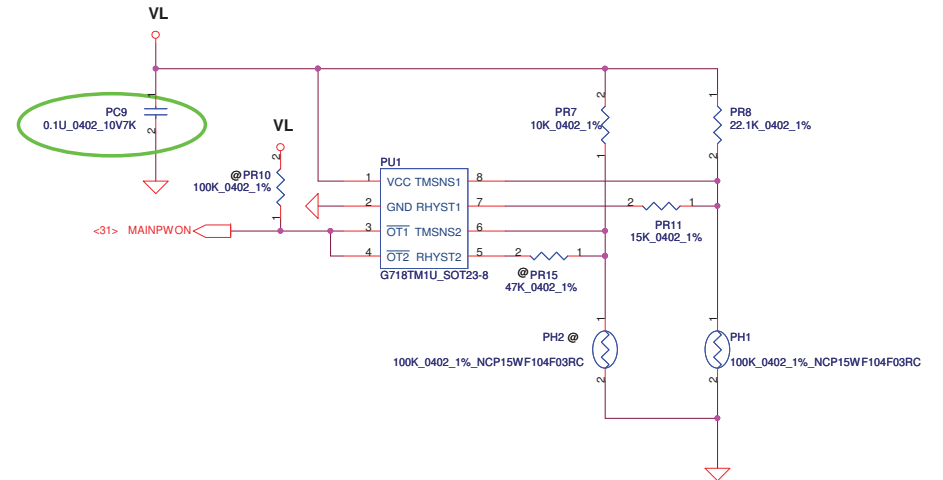 VL
1
PC9
0.1U_0402_10V7K
2
VL
2
@PR10
100K_0402_1%
1
2
PR7
10K_0402_1%
1
1
PR8
22.1K_0402_1%
2
PU1
1 VCC TMSNS1 8
2 GND RHYST1 7
3 OT1 TMSNS2 6
4 OT2 RHYST2 5
G718TM1U_SOT23-8
<31> MAINPWON
2 1
PR11
15K_0402_1%
2 1
@PR15
47K_0402_1%
1
PH2 @
100K_0402_1%_NCP15WF104F03RC
2
1
PH1
100K_0402_1%_NCP15WF104F03RC
2